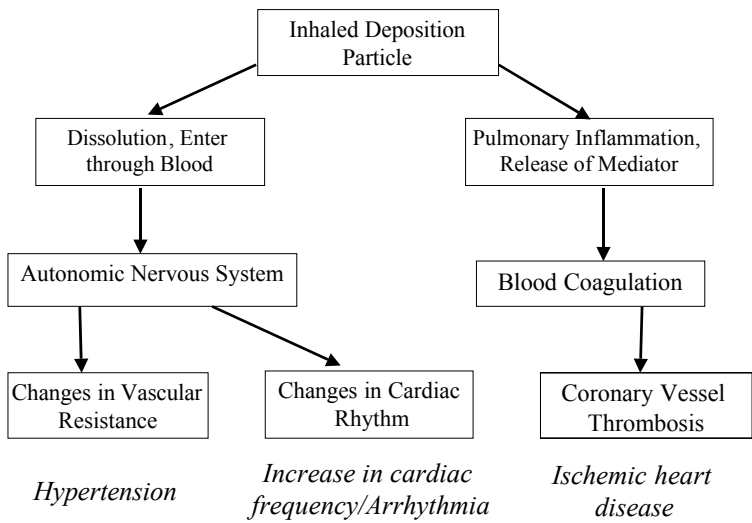 Inhaled Deposition
Particle
Dissolution, Enter
through Blood
Pulmonary Inflammation,
Release of Mediator
Autonomic Nervous System
Blood Coagulation
Changes in Vascular
Resistance
Changes in Cardiac
Rhythm
Coronary Vessel
Thrombosis
Hypertension
Increase in cardiac
frequency/Arrhythmia
Ischemic heart
disease